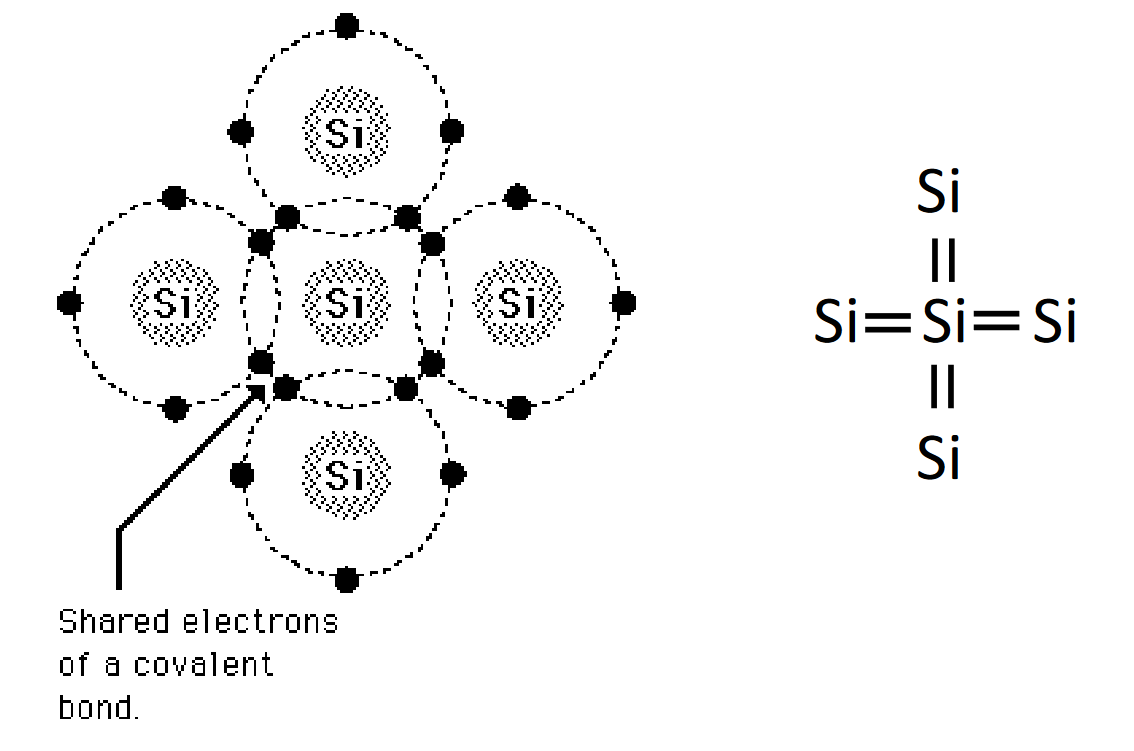 Si
Si Si Si
Si
Shared electrons
of a covalent
bond.
Si
Si=Si=Si
Si